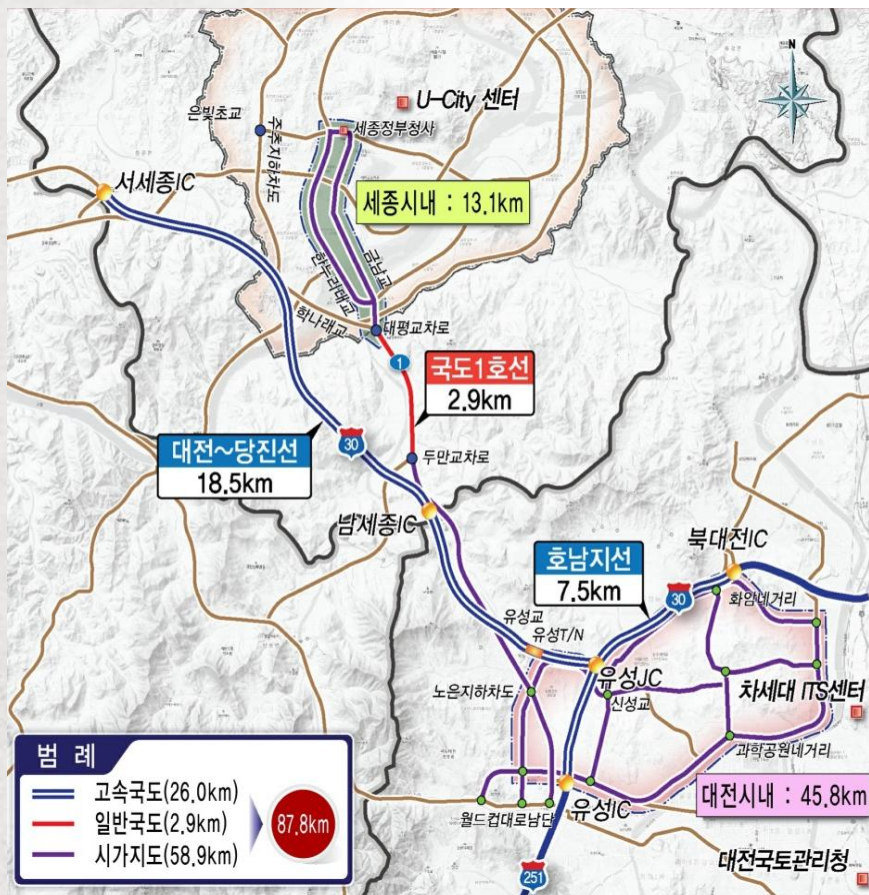 N
U-City 센터
은빛초교
세종정부청사
주추지하차도
서세종IC
세종시내 : 13.1km
금남교
한누리대교
학나래교
대평교차로
1
국도1호선
2.9km
대전~당진선
18.5km
30
두만교차로
남세종IC
북대전IC
호남지선
7.5km
30
화암네거리
유성교
유성T/N
유성JC
노은지하차도
신성교
차세대 ITS센터
과학공원네거리
유성IC
대전시내 : 45.8km
월드컵대로남단
대전국토관리청
251
범 례
고속국도(26.0km)
일반국도(2.9km)
시가지도(58.9km)
87.8km